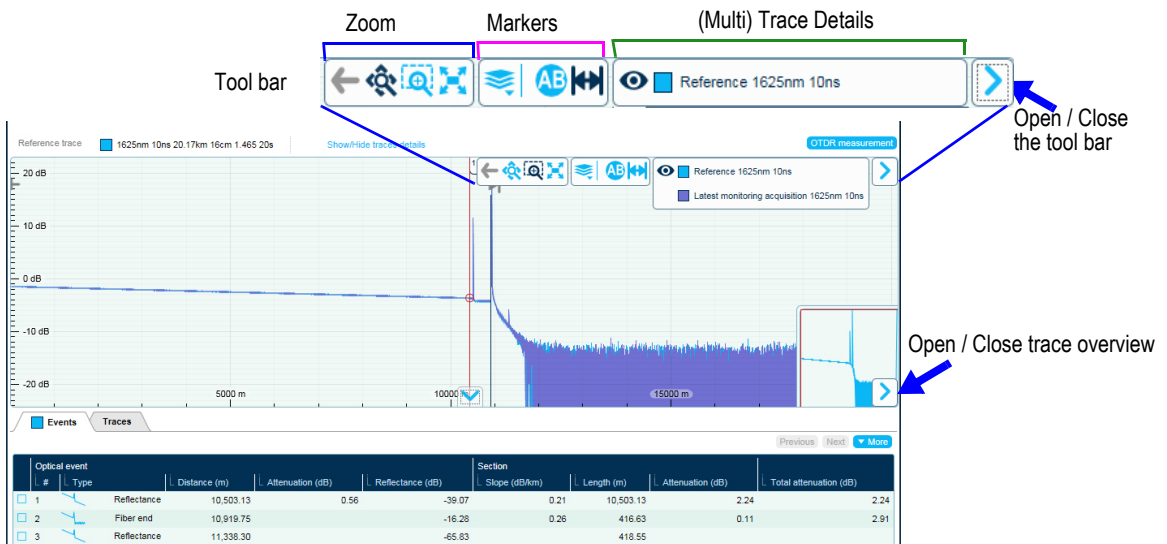 Zoom Markers (Multi) Trace Details
Tool bar
AB Reference 1625nm 10ns
Open / Close
the tool bar
Reference trace 1625nm 10ns 20.17km 16cm 1.465 20s Show/Hide traces details OTDR measurement
20 dB
1
AB Reference 1625nm 10ns
Latest monitoring acquisition 1625nm 10ns
10 dB
0 dB
-10 dB
Open / Close trace overview
-20 dB
5000 m 10000 15000 m
Events Traces
Previous Next More
Optical event Section
# Type Distance (m) Attenuation (dB) Reflectance (dB) Slope (dB/km) Length (m) Attenuation (dB) Total attenuation (dB)
1 Reflectance 10,503.13 0.56 -39.07 0.21 10,503.13 2.24 2.24
2 Fiber end 10,919.75 -16.28 0.26 416.63 0.11 2.91
3 Reflectance 11,338.30 -65.83 418.55